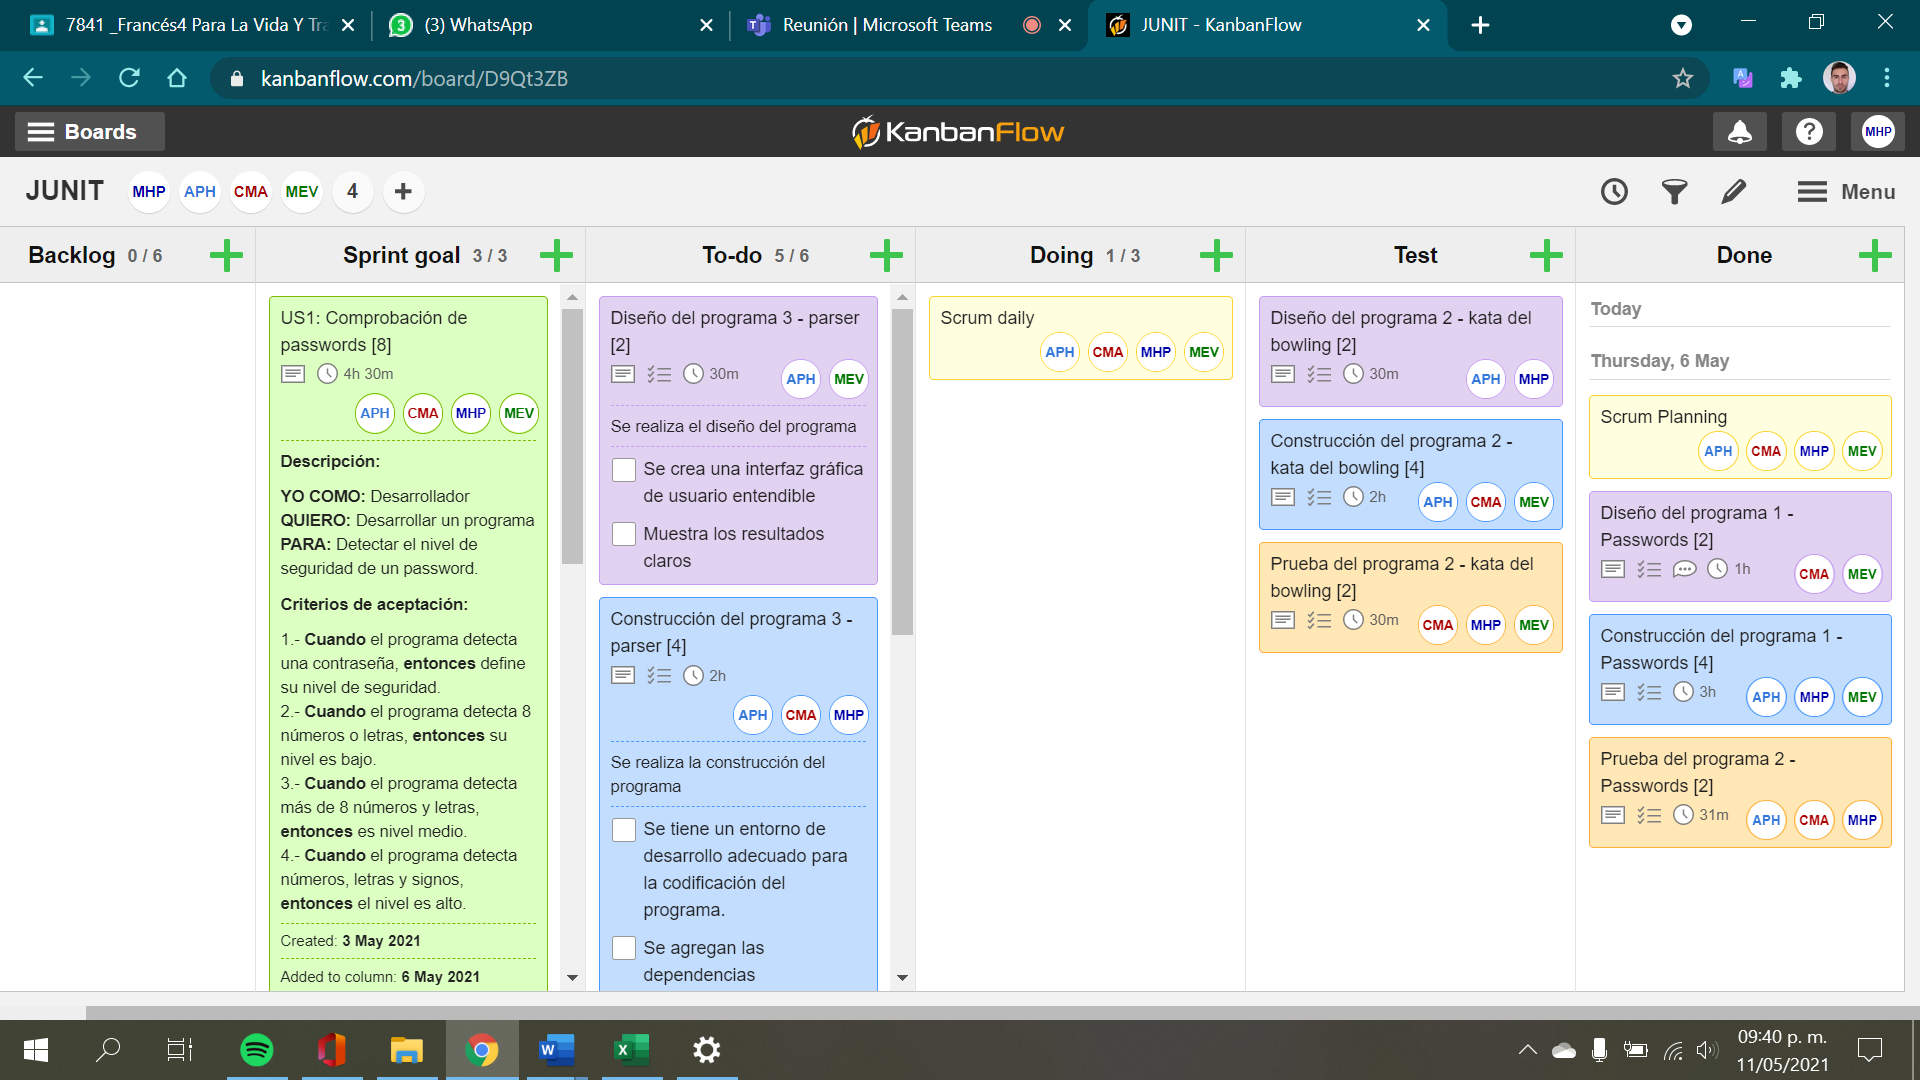 7841 _Francés4 Para La Vida Y Tra
3
(3) WhatsApp
Reunión | Microsoft Teams
JUNIT - KanbanFlow
kanbanflow.com/board/D9Qt3ZB
Boards
KanbanFlow
MHP
JUNIT
MHP APH CMA MEV 4
Menu
Backlog 0 / 6
Sprint goal 3 / 3
To-do 5 / 6
Doing 1 / 3
Test
Done
US1: Comprobación de
passwords [8]
4h 30m
APH CMA MHP MEV
Descripción:
YO COMO: Desarrollador
QUIERO: Desarrollar un programa
PARA: Detectar el nivel de
seguridad de un password.
Criterios de aceptación:
1.- Cuando el programa detecta
una contraseña, entonces define
su nivel de seguridad.
2.- Cuando el programa detecta 8
números o letras, entonces su
nivel es bajo.
3.- Cuando el programa detecta
más de 8 números y letras,
entonces es nivel medio.
4.- Cuando el programa detecta
números, letras y signos,
entonces el nivel es alto.
Created: 3 May 2021
Added to column: 6 May 2021
Diseño del programa 3 - parser
[2]
30m
APH MEV
Se realiza el diseño del programa
Se crea una interfaz gráfica
de usuario entendible
Muestra los resultados
claros
Construcción del programa 3 -
parser [4]
2h
APH CMA MHP
Se realiza la construcción del
programa
Se tiene un entorno de
desarrollo adecuado para
la codificación del
programa.
Se agregan las
dependencias
Scrum daily
APH CMA MHP MEV
Diseño del programa 2 - kata del
bowling [2]
30m
APH MHP
Construcción del programa 2 -
kata del bowling [4]
2h
APH CMA MEV
Prueba del programa 2 - kata del
bowling [2]
30m
CMA MHP MEV
Today
Thursday, 6 May
Scrum Planning
APH CMA MHP MEV
Diseño del programa 1 -
Passwords [2]
1h
CMA MEV
Construcción del programa 1 -
Passwords [4]
3h
APH MHP MEV
Prueba del programa 2 -
Passwords [2]
31m
APH CMA MHP
09:40 p. m.
11/05/2021